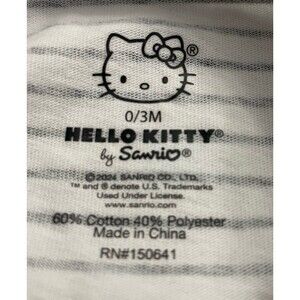 ®
0/3M
HELLO KITTY®
by Sanrio®
©2024 SANRIO CO., LTD.
™ and ® denote U.S. Trademarks
Used Under License.
www.sanrio.com
60% Cotton 40% Polyester
Made in China
RN#150641